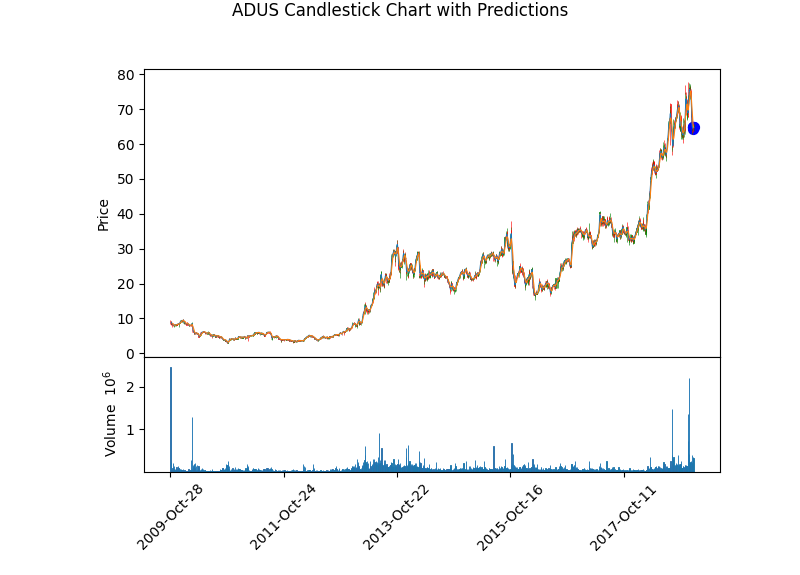 ADUS Candlestick Chart with Predictions
80
70
60
50
40
30
20
10
0
Price
2
1
Volume 10^6
2009-Oct-28
2011-Oct-24
2013-Oct-22
2015-Oct-16
2017-Oct-11